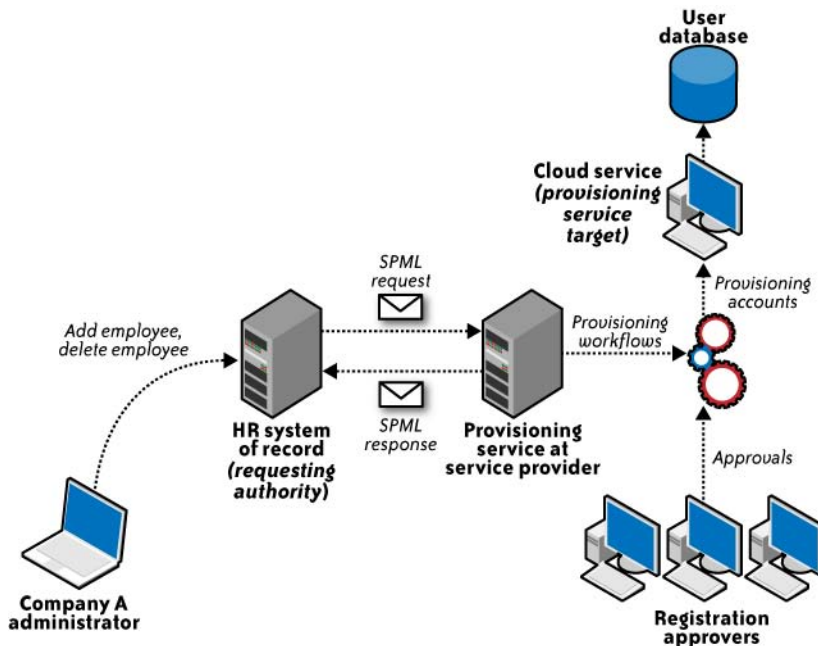 User
database
Cloud service
(provisioning
service
target)
SPML
request
Provisioning
accounts
Add employee,
delete employee
Provisioning
workflows
HR system
of record
(requesting
authority)
SPML
response
Provisioning
service at
service provider
Approvals
Company A
administrator
Registration
approvers